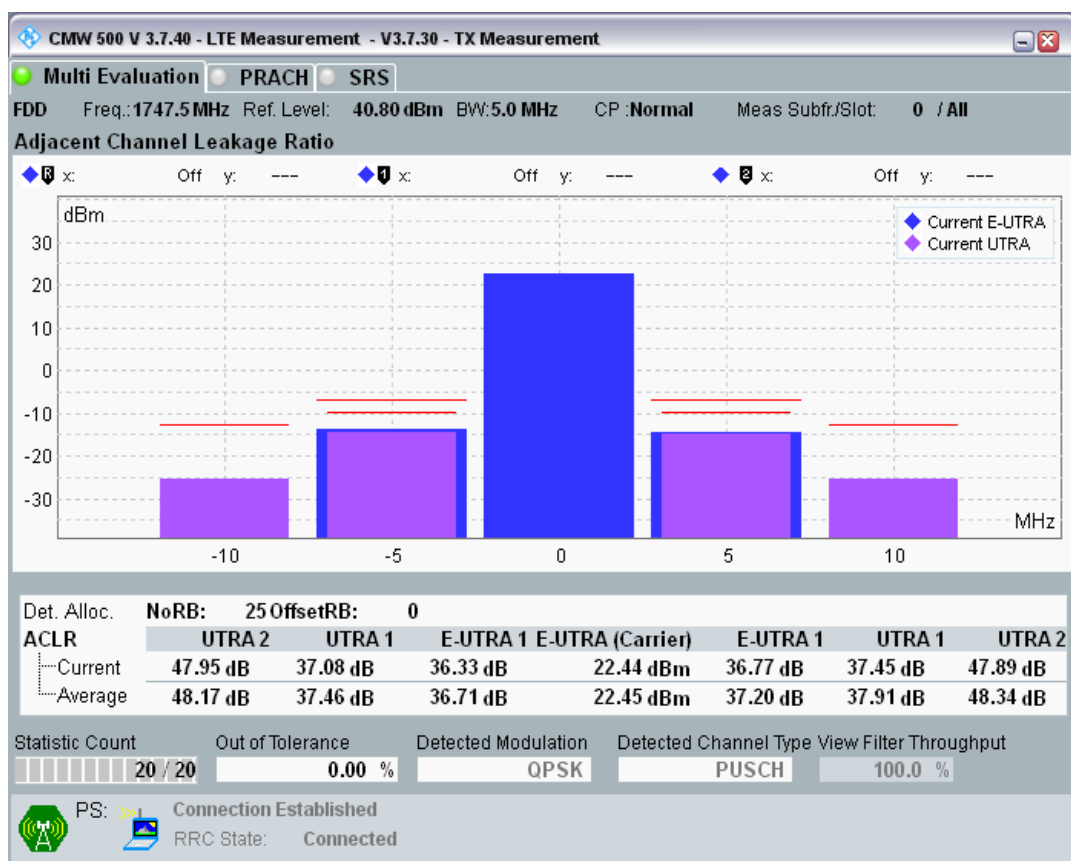 CMW 500 V 3.7.40 - LTE Measurement - V3.7.30 - TX Measurement
Multi Evaluation PRACH SRS
FDD Freq.:1747.5 MHz Ref. Level: 40.80 dBm BW:5.0 MHz CP :Normal Meas Subfr./Slot: 0 / All
Adjacent Channel Leakage Ratio
R x: Off y: --- 1 x: Off y: --- 2 x: Off y: ---
dBm
Current E-UTRA
Current UTRA
30
20
10
0
-10
-20
-30
MHz
-10 -5 0 5 10
Det. Alloc. NoRB: 25 OffsetRB: 0
ACLR UTRA 2 UTRA 1 E-UTRA 1 E-UTRA (Carrier) E-UTRA 1 UTRA 1 UTRA 2
Current 47.95 dB 37.08 dB 36.33 dB 22.44 dBm 36.77 dB 37.45 dB 47.89 dB
Average 48.17 dB 37.46 dB 36.71 dB 22.45 dBm 37.20 dB 37.91 dB 48.34 dB
Statistic Count Out of Tolerance Detected Modulation Detected Channel Type View Filter Throughput
20 / 20 0.00 % QPSK PUSCH 100.0 %
PS: Connection Established
RRC State: Connected